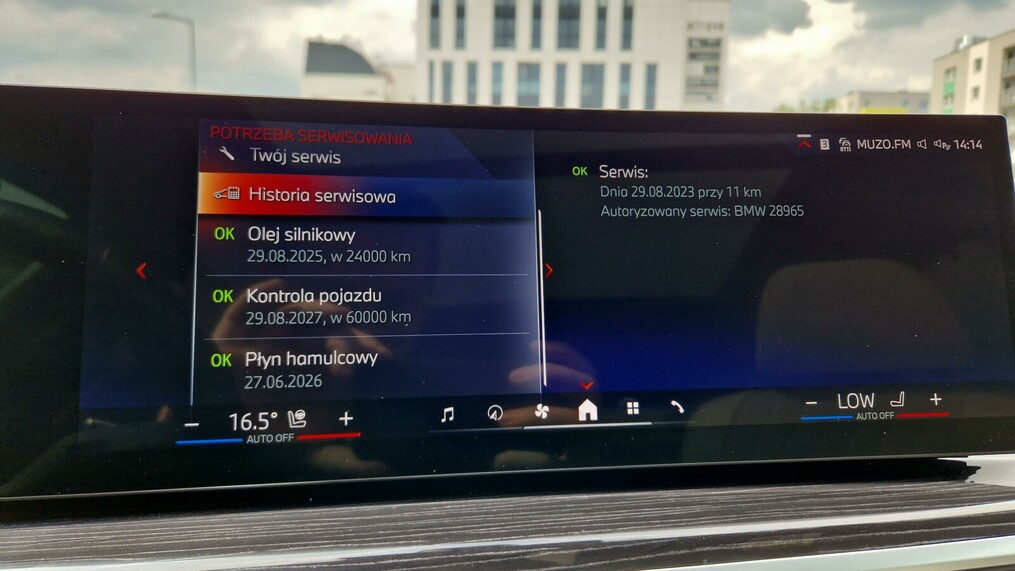 POTRZEBA SERWISOWANIA
Twój serwis
Historia serwisowa
OK Olej silnikowy
29.08.2025, w 24000 km
OK Kontrola pojazdu
29.08.2027, w 60000 km
OK Płyn hamulcowy
27.06.2026
MUZO.FM 14:14
OK Serwis:
Dnia 29.08.2023 przy 11 km
Autoryzowany serwis: BMW 28965
− 16.5° +
AUTO OFF
− LOW +
AUTO OFF